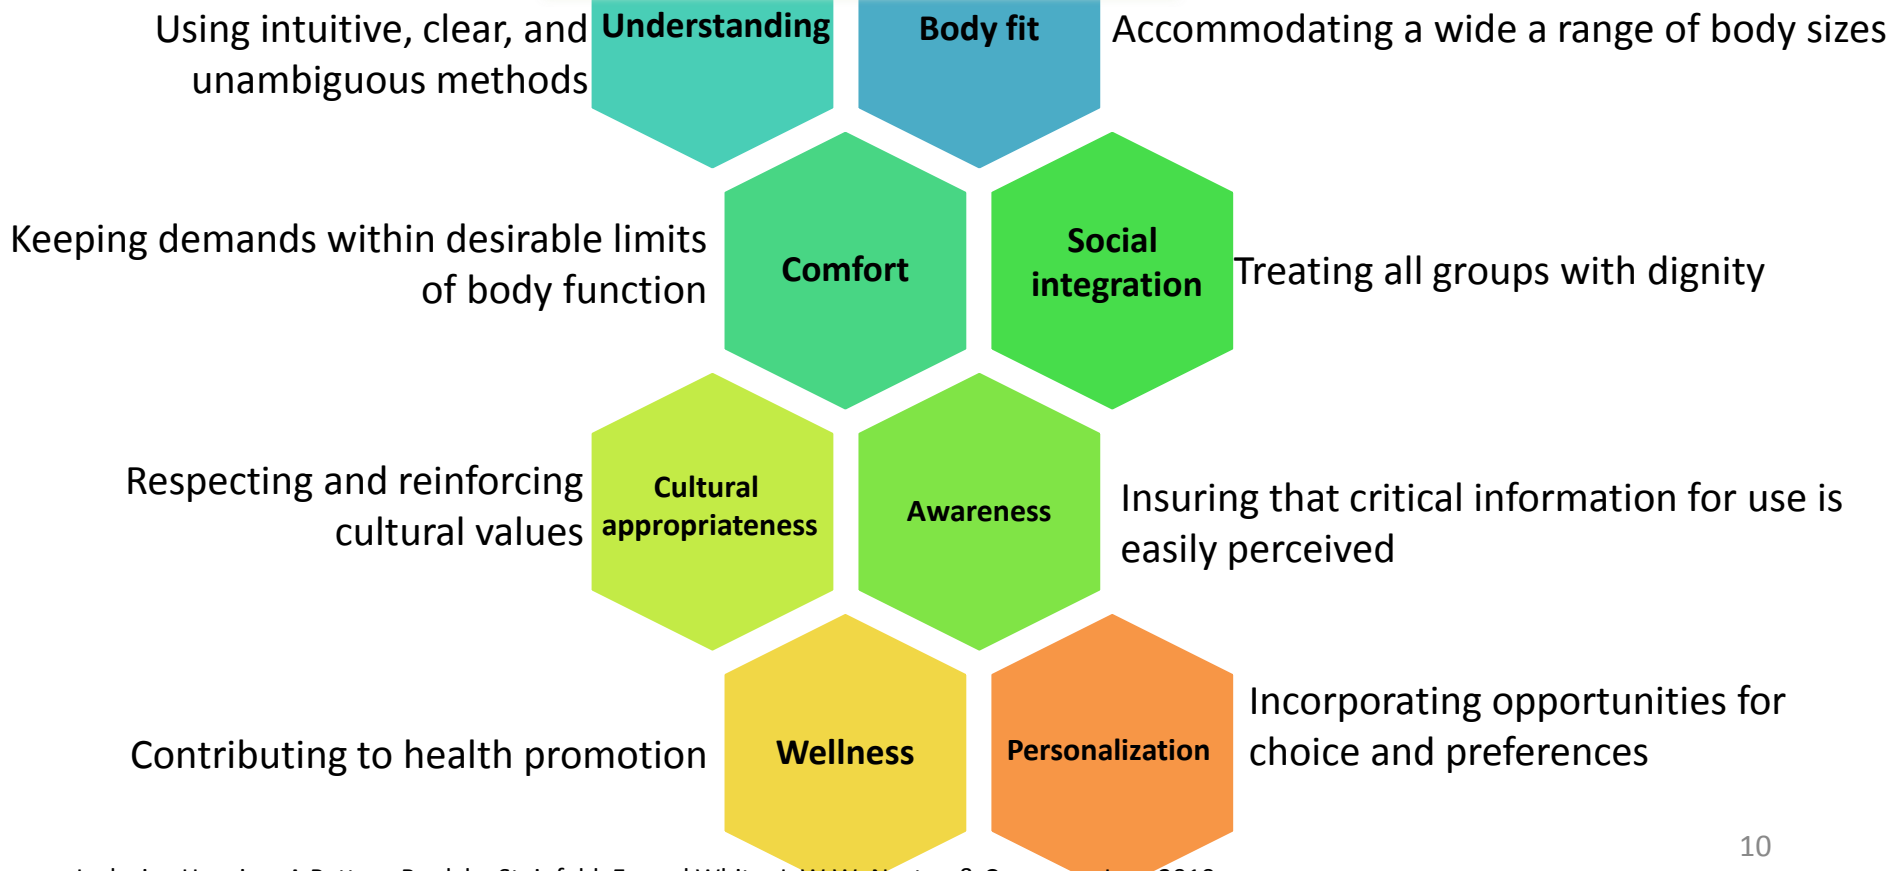 Using intuitive, clear, and
unambiguous methods
Understanding
Body fit
Accommodating a wide a range of body sizes
Keeping demands within desirable limits
of body function
Comfort
Social
integration
Treating all groups with dignity
Respecting and reinforcing
cultural values
Cultural
appropriateness
Awareness
Insuring that critical information for use is
easily perceived
Contributing to health promotion
Wellness
Personalization
Incorporating opportunities for
choice and preferences
10